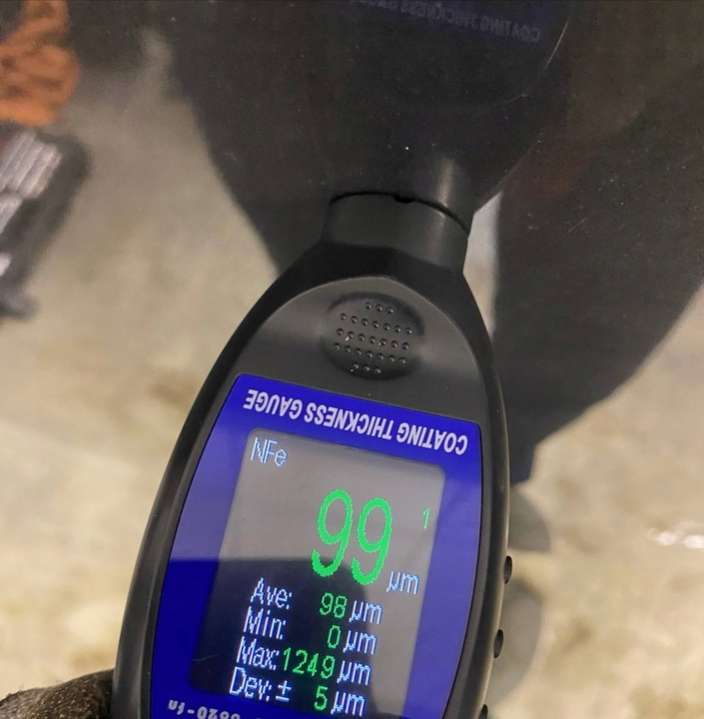 COATING THICKNESS GAUGE
NFe
99 1
µm
Ave: 98 µm
Min: 0 µm
Max: 1249 µm
Dev: ± 5 µm